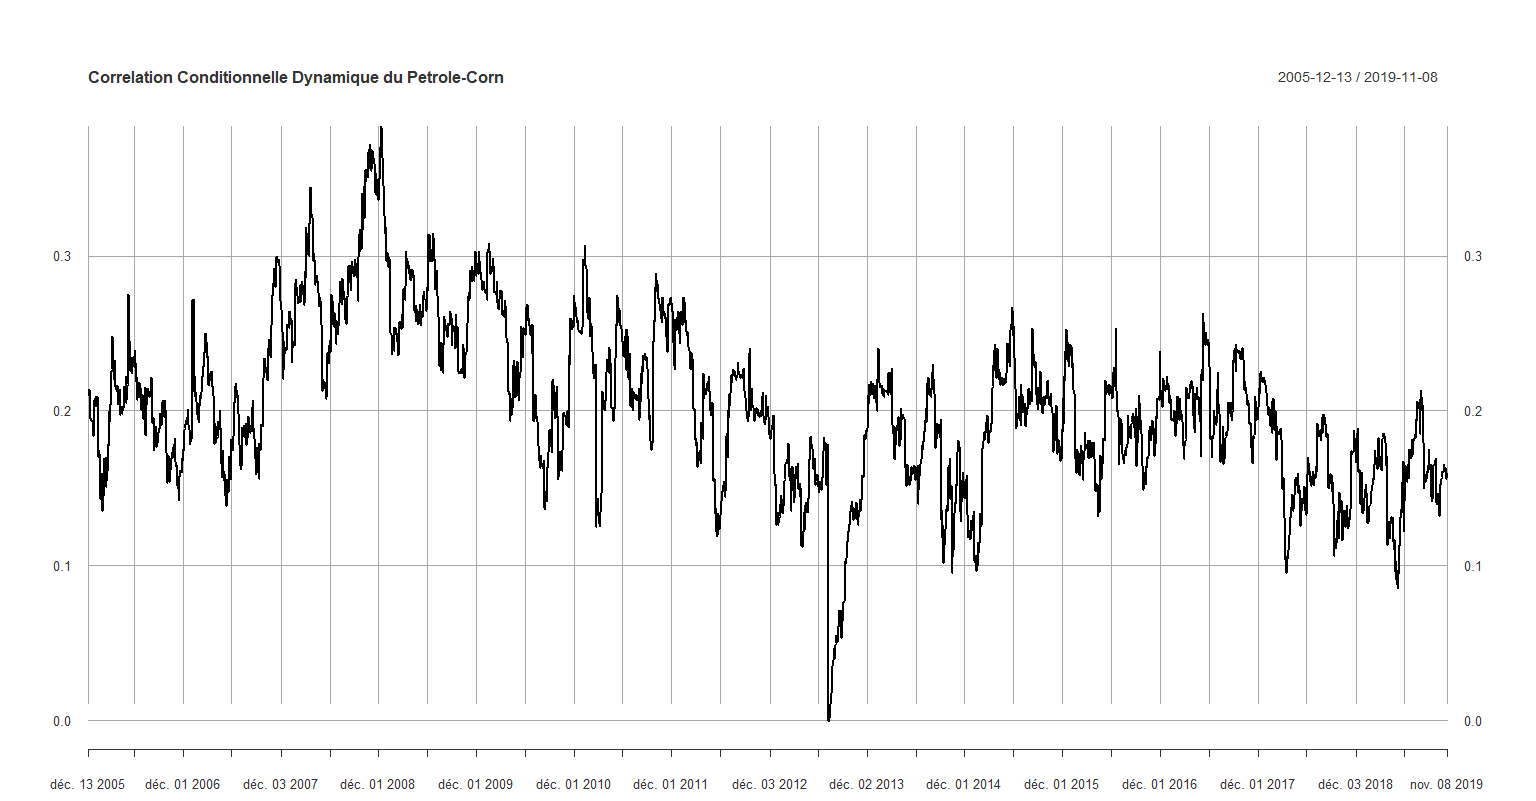 Correlation Conditionnelle Dynamique du Petrole-Corn
2005-12-13 / 2019-11-08
0.3 0.3
0.2 0.2
0.1 0.1
0.0 0.0
déc. 13 2005 déc. 01 2006 déc. 03 2007 déc. 01 2008 déc. 01 2009 déc. 01 2010 déc. 01 2011 déc. 03 2012 déc. 02 2013 déc. 01 2014 déc. 01 2015 déc. 01 2016 déc. 01 2017 déc. 03 2018 nov. 08 2019